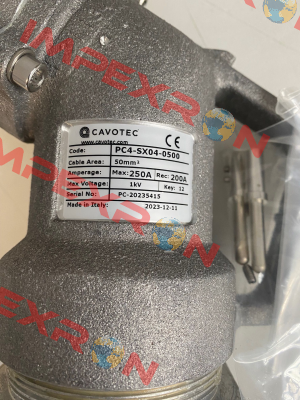 CAVOTEC CE
www.cavotec.com
Code: PC4-SX04-0500
Cable Area: 50mm²
Amperage: Max: 250A Rec: 200A
Max Voltage: 1kV Key: 12
Serial No: PC-20235415
Made in Italy: 2023-12-11
IMPEXRON
IMPEXRON